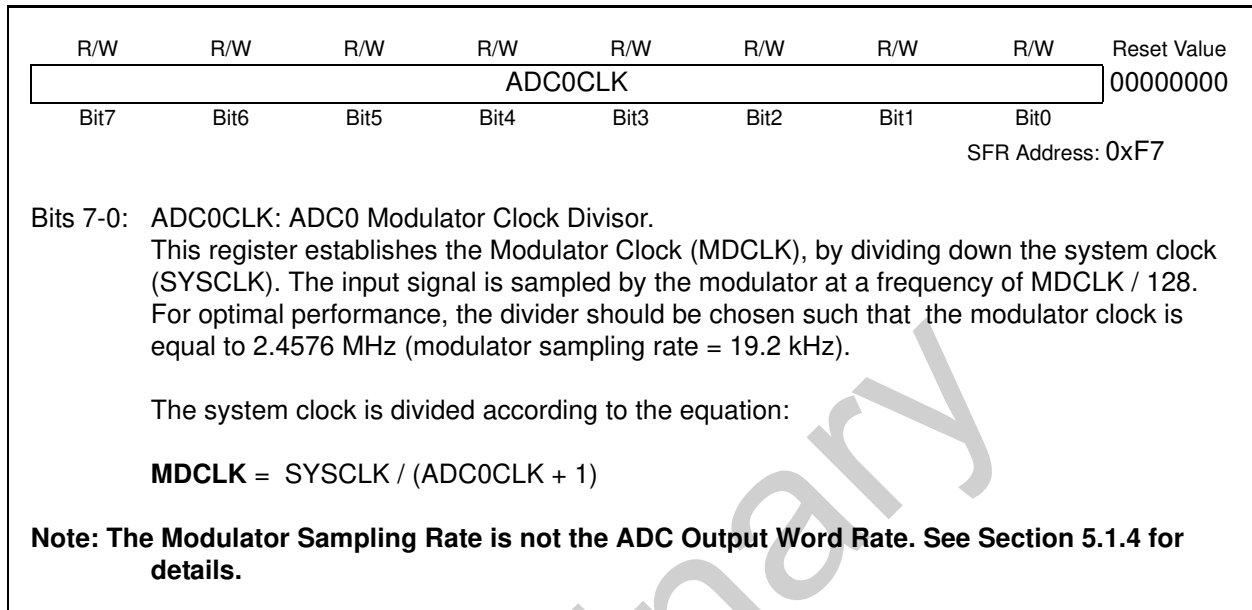 R/W R/W R/W R/W R/W R/W R/W R/W Reset Value
ADC0CLK 00000000
Bit7 Bit6 Bit5 Bit4 Bit3 Bit2 Bit1 Bit0
SFR Address: 0xF7
Bits 7-0: ADC0CLK: ADC0 Modulator Clock Divisor.
This register establishes the Modulator Clock (MDCLK), by dividing down the system clock
(SYSCLK). The input signal is sampled by the modulator at a frequency of MDCLK / 128.
For optimal performance, the divider should be chosen such that the modulator clock is
equal to 2.4576 MHz (modulator sampling rate = 19.2 kHz).
The system clock is divided according to the equation:
MDCLK = SYSCLK / (ADC0CLK + 1)
Note: The Modulator Sampling Rate is not the ADC Output Word Rate. See Section 5.1.4 for
details.
inary